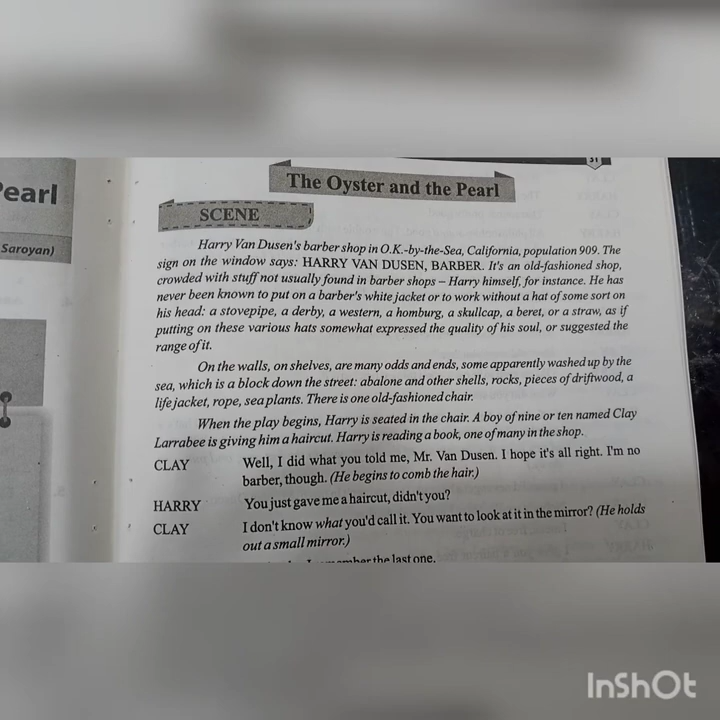 31
The Oyster and the Pearl
earl
Saroyan)
SCENE
Harry Van Dusen's barber shop in O.K.-by-the-Sea, California, population 909. The
sign on the window says: HARRY VAN DUSEN, BARBER. It's an old-fashioned shop,
crowded with stuff not usually found in barber shops – Harry himself, for instance. He has
never been known to put on a barber's white jacket or to work without a hat of some sort on
his head: a stovepipe, a derby, a western, a homburg, a skullcap, a beret, or a straw, as if
putting on these various hats somewhat expressed the quality of his soul, or suggested the
range of it.
On the walls, on shelves, are many odds and ends, some apparently washed up by the
sea, which is a block down the street: abalone and other shells, rocks, pieces of driftwood, a
life jacket, rope, sea plants. There is one old-fashioned chair.
When the play begins, Harry is seated in the chair. A boy of nine or ten named Clay
Larrabee is giving him a haircut. Harry is reading a book, one of many in the shop.
CLAY Well, I did what you told me, Mr. Van Dusen. I hope it's all right. I'm no
barber, though. (He begins to comb the hair.)
HARRY You just gave me a haircut, didn't you?
CLAY I don't know what you'd call it. You want to look at it in the mirror? (He holds
out a small mirror.)
the last one.
InShOt